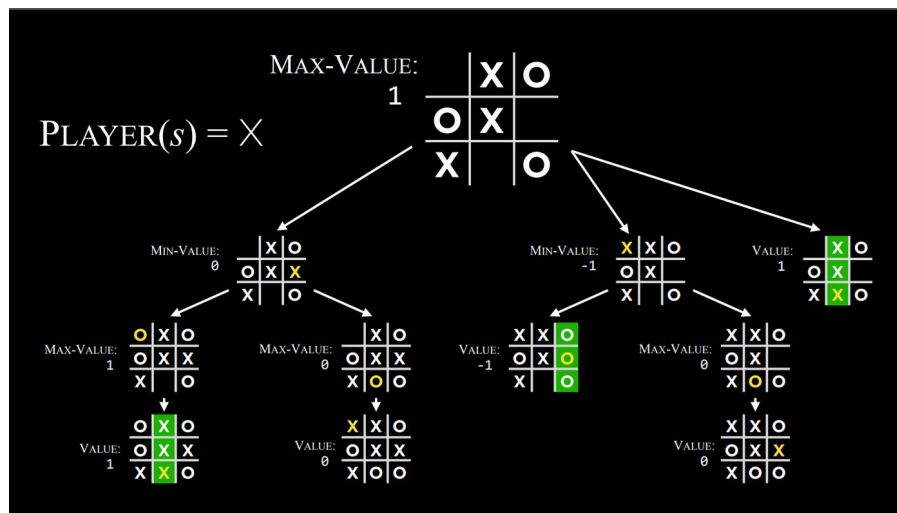 MAX-VALUE:
1
X O
O X
X O
PLAYER(s) = X
MIN-VALUE:
0
X O
O X X
X O
MIN-VALUE:
-1
X X O
O X
X O
VALUE:
1
X O
O X
X X O
MAX-VALUE:
1
O X O
O X X
X O
MAX-VALUE:
0
X O
O X X
X O O
VALUE:
-1
X X O
O X O
X O
MAX-VALUE:
0
X X O
O X
X O O
VALUE:
1
O X O
O X X
X X O
VALUE:
0
X X O
O X X
X O O
VALUE:
0
X X O
O X X
X O O